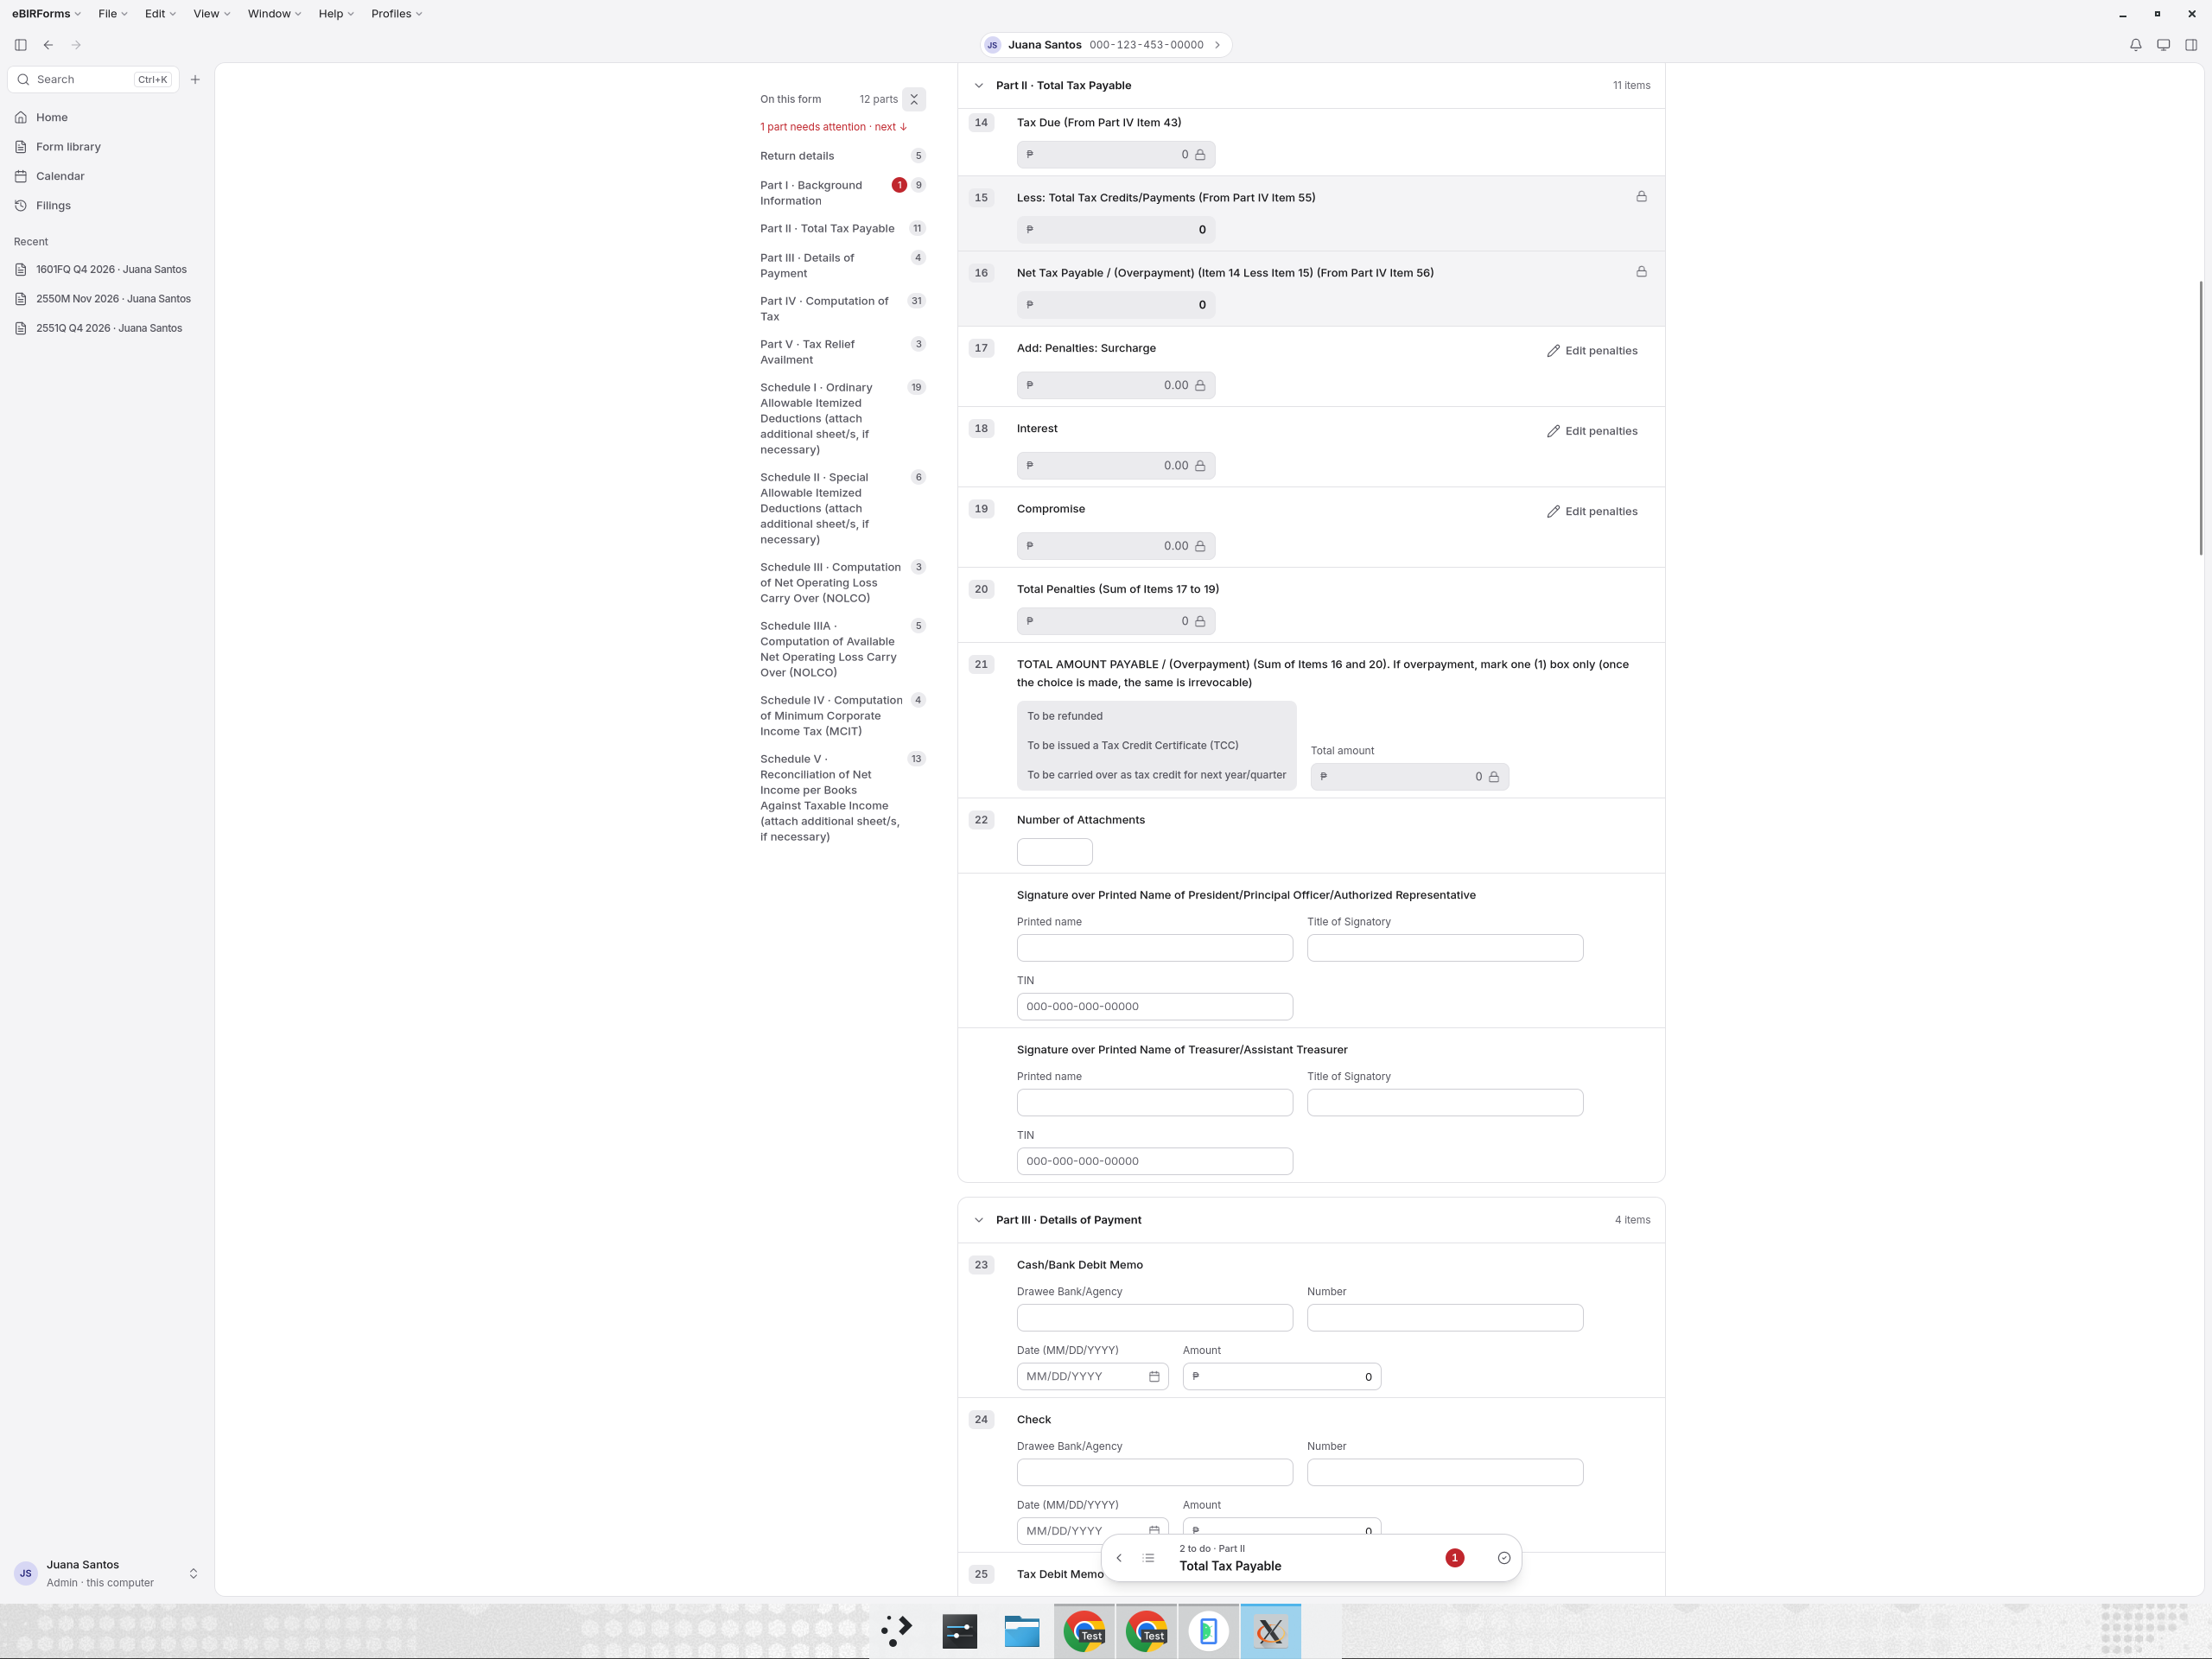 eBIRForms File Edit View Window Help Profiles
JS Juana Santos 000-123-453-00000
Search Ctrl+K
Home
Form library
Calendar
Filings
Recent
1601FQ Q4 2026 · Juana Santos
2550M Nov 2026 · Juana Santos
2551Q Q4 2026 · Juana Santos
JS Juana Santos
Admin · this computer
On this form 12 parts
1 part needs attention · next ↓
Return details 5
Part I · Background 1 9
Information
Part II · Total Tax Payable 11
Part III · Details of 4
Payment
Part IV · Computation of 31
Tax
Part V · Tax Relief 3
Availment
Schedule I · Ordinary 19
Allowable Itemized
Deductions (attach
additional sheet/s, if
necessary)
Schedule II · Special 6
Allowable Itemized
Deductions (attach
additional sheet/s, if
necessary)
Schedule III · Computation 3
of Net Operating Loss
Carry Over (NOLCO)
Schedule IIIA · 5
Computation of Available
Net Operating Loss Carry
Over (NOLCO)
Schedule IV · Computation 4
of Minimum Corporate
Income Tax (MCIT)
Schedule V · 13
Reconciliation of Net
Income per Books
Against Taxable Income
(attach additional sheet/s,
if necessary)
Part II · Total Tax Payable 11 items
14 Tax Due (From Part IV Item 43)
₱ 0
15 Less: Total Tax Credits/Payments (From Part IV Item 55)
₱ 0
16 Net Tax Payable / (Overpayment) (Item 14 Less Item 15) (From Part IV Item 56)
₱ 0
17 Add: Penalties: Surcharge Edit penalties
₱ 0.00
18 Interest Edit penalties
₱ 0.00
19 Compromise Edit penalties
₱ 0.00
20 Total Penalties (Sum of Items 17 to 19)
₱ 0
21 TOTAL AMOUNT PAYABLE / (Overpayment) (Sum of Items 16 and 20). If overpayment, mark one (1) box only (once
the choice is made, the same is irrevocable)
To be refunded
To be issued a Tax Credit Certificate (TCC)
To be carried over as tax credit for next year/quarter
Total amount
₱ 0
22 Number of Attachments
Signature over Printed Name of President/Principal Officer/Authorized Representative
Printed name Title of Signatory
TIN
000-000-000-00000
Signature over Printed Name of Treasurer/Assistant Treasurer
Printed name Title of Signatory
TIN
000-000-000-00000
Part III · Details of Payment 4 items
23 Cash/Bank Debit Memo
Drawee Bank/Agency Number
Date (MM/DD/YYYY) Amount
MM/DD/YYYY ₱ 0
24 Check
Drawee Bank/Agency Number
Date (MM/DD/YYYY) Amount
MM/DD/YYYY ₱ 0
25 Tax Debit Memo
2 to do · Part II
Total Tax Payable 1
Test Test